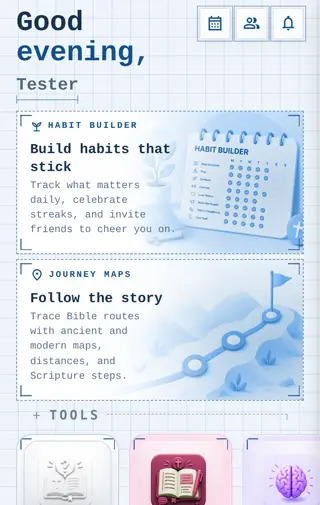 Good
evening,
Tester
HABIT BUILDER
Build habits that
stick
Track what matters
daily, celebrate
streaks, and invite
friends to cheer you on.
HABIT BUILDER
JOURNEY MAPS
Follow the story
Trace Bible routes
with ancient and
modern maps,
distances, and
Scripture steps.
+ TOOLS